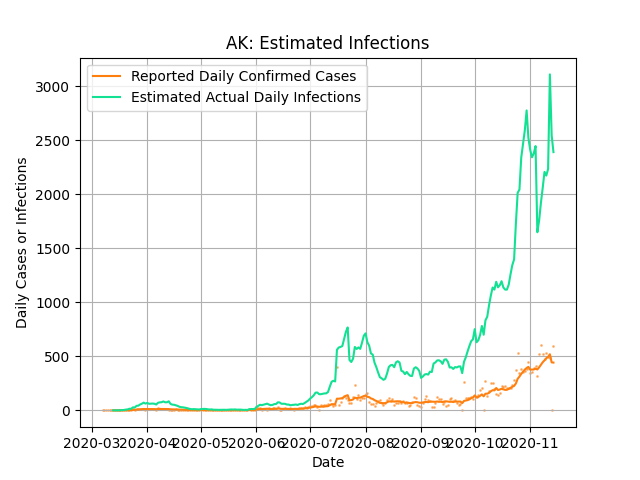 AK: Estimated Infections
Reported Daily Confirmed Cases
Estimated Actual Daily Infections
Daily Cases or Infections
3000
2500
2000
1500
1000
500
0
2020-03 2020-04 2020-05 2020-06 2020-07 2020-08 2020-09 2020-10 2020-11
Date